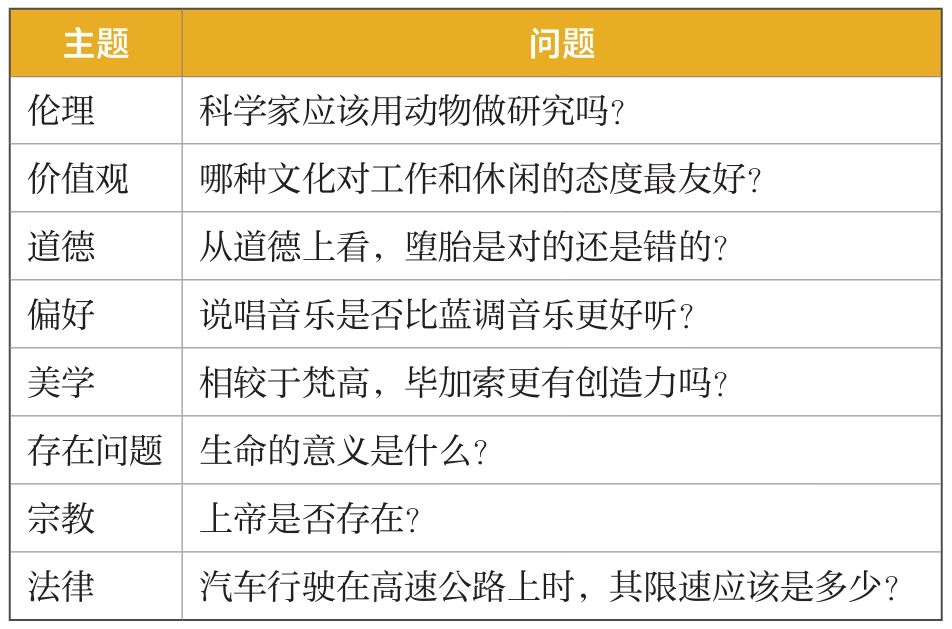 主题 问题
伦理 科学家应该用动物做研究吗？
价值观 哪种文化对工作和休闲的态度最友好？
道德 从道德上看，堕胎是对的还是错的？
偏好 说唱音乐是否比蓝调音乐更好听？
美学 相较于梵高，毕加索更有创造力吗？
存在问题 生命的意义是什么？
宗教 上帝是否存在？
法律 汽车行驶在高速公路上时，其限速应该是多少？